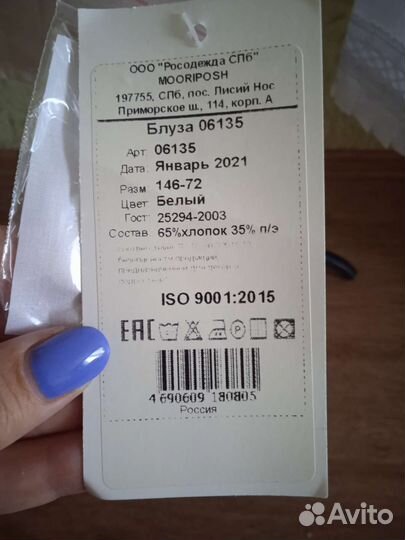 ООО "Росодежда СПб"
MOORIPOSH
197755, СПб, пос. Лисий Нос
Приморское ш., 114, корп. А
Блуза 06135
Арт: 06135
Дата: Январь 2021
Разм: 146-72
Цвет: Белый
Гост: 25294-2003
Состав: 65%хлопок 35% п/э
безопасности продукции,
ISO 9001:2015
EAC
4 690609 180805
Россия
Avito